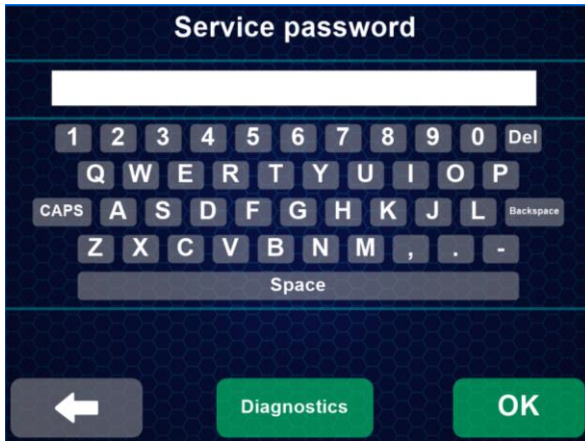 Service password
1 2 3 4 5 6 7 8 9 0 Del
Q W E R T Y U I O P
CAPS A S D F G H K J L Backspace
Z X C V B N M , . -
Space
Diagnostics OK